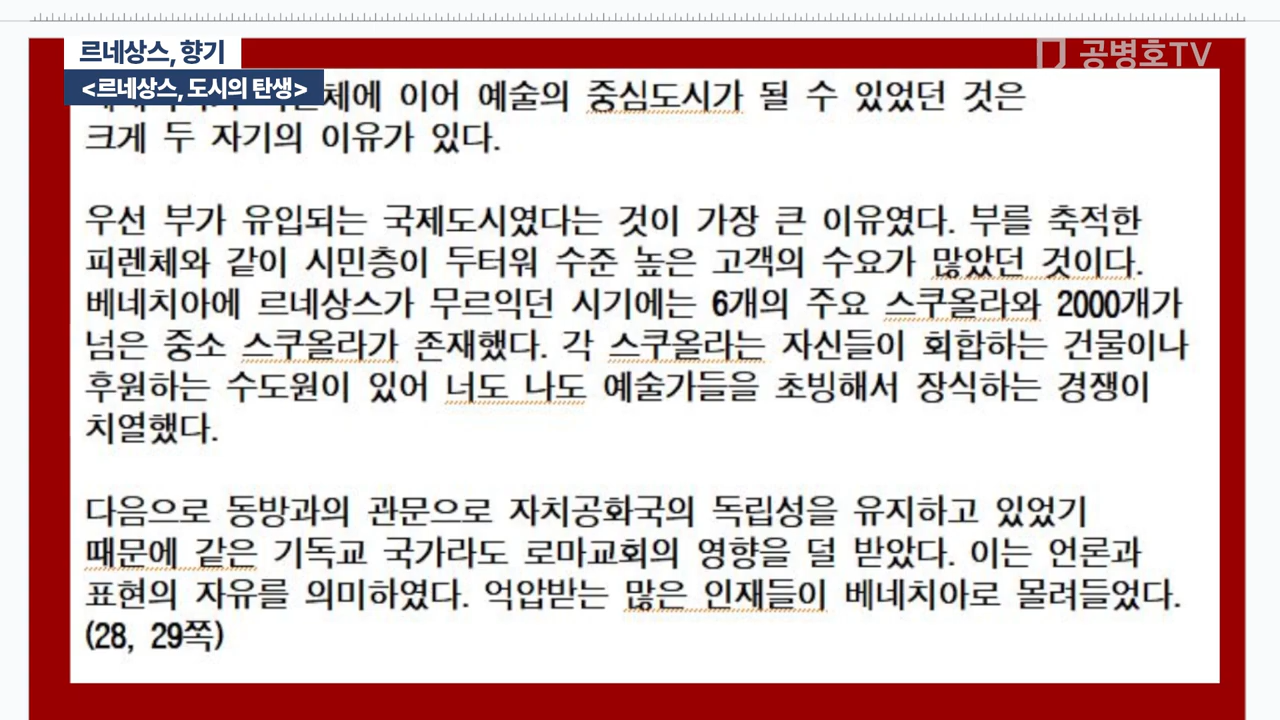 르네상스, 향기
<르네상스, 도시의 탄생>
공병호TV
체에 이어 예술의 중심도시가 될 수 있었던 것은
크게 두 자기의 이유가 있다.
우선 부가 유입되는 국제도시였다는 것이 가장 큰 이유였다. 부를 축적한
피렌체와 같이 시민층이 두터워 수준 높은 고객의 수요가 많았던 것이다.
베네치아에 르네상스가 무르익던 시기에는 6개의 주요 스쿠올라와 2000개가
넘은 중소 스쿠올라가 존재했다. 각 스쿠올라는 자신들이 회합하는 건물이나
후원하는 수도원이 있어 너도 나도 예술가들을 초빙해서 장식하는 경쟁이
치열했다.
다음으로 동방과의 관문으로 자치공화국의 독립성을 유지하고 있었기
때문에 같은 기독교 국가라도 로마교회의 영향을 덜 받았다. 이는 언론과
표현의 자유를 의미하였다. 억압받는 많은 인재들이 베네치아로 몰려들었다.
(28, 29쪽)